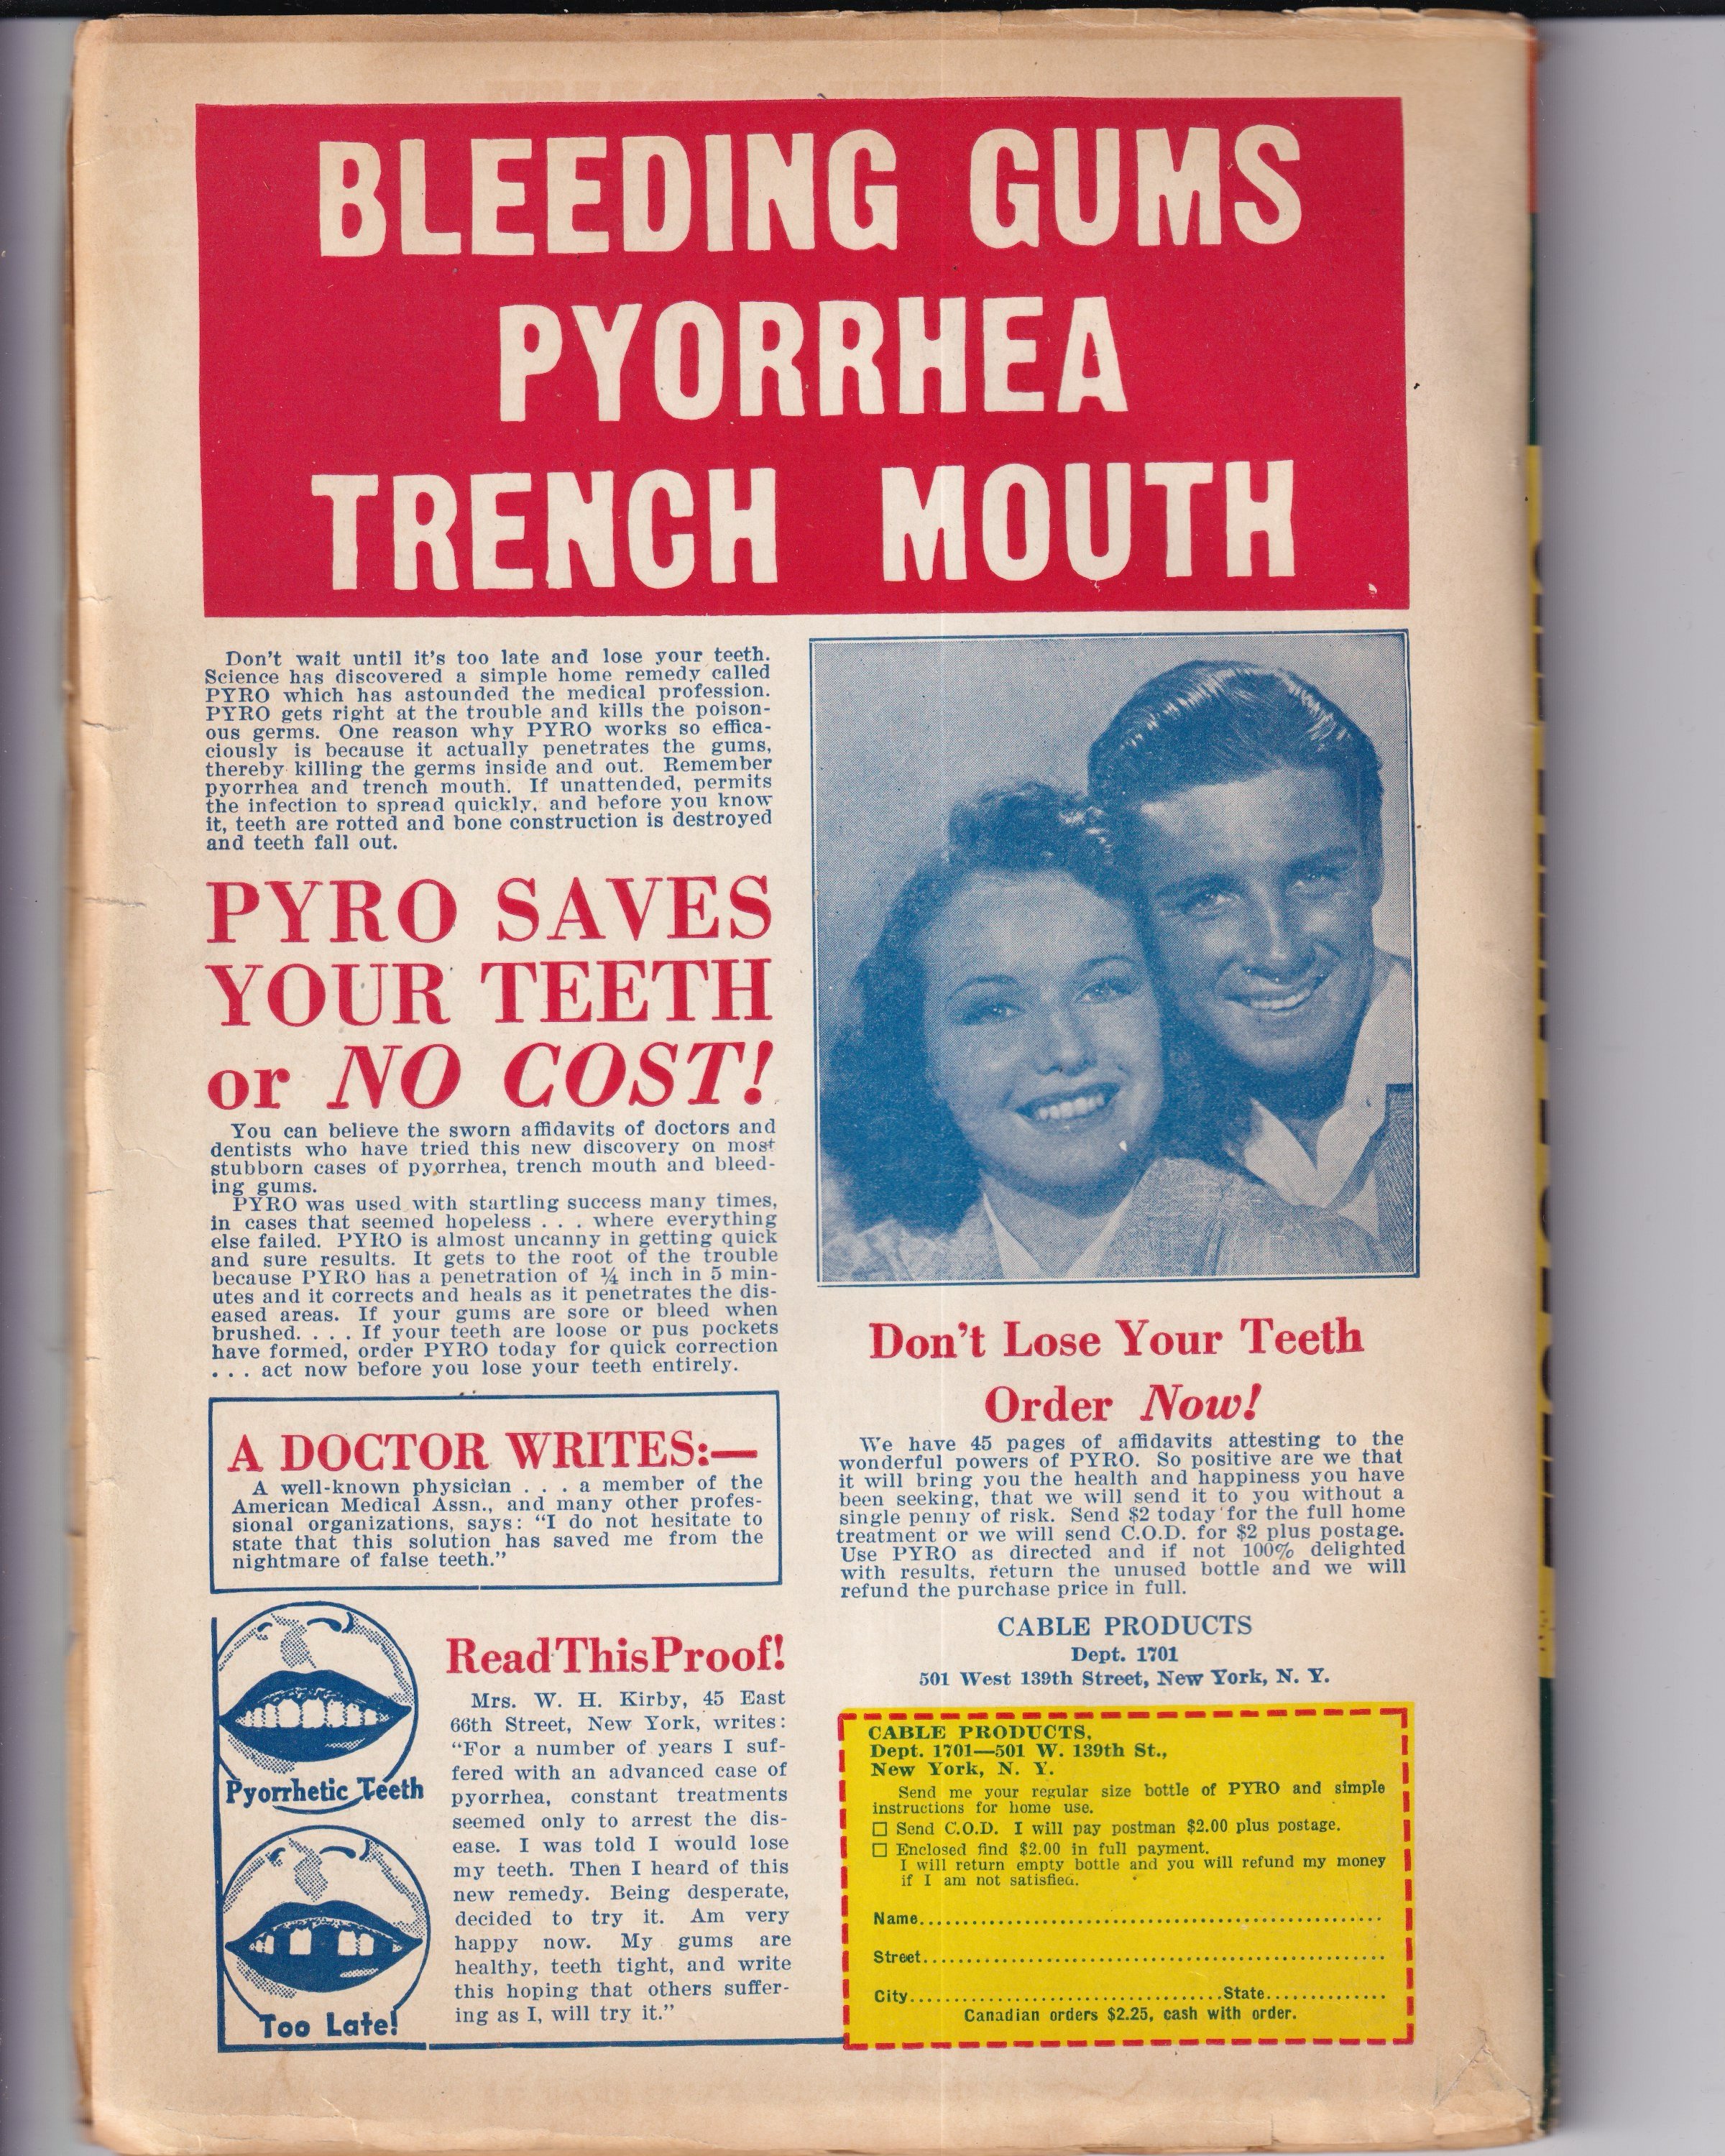 BLEEDING GUMS
PYORRHEA
TRENCH MOUTH
Don't wait until it's too late and lose your teeth.
Science has discovered a simple home remedy called
PYRO which has astounded the medical profession.
PYRO gets right at the trouble and kills the poison-
ous germs. One reason why PYRO works so effica-
ciously is because it actually penetrates the gums,
thereby killing the germs inside and out. Remember
pyorrhea and trench mouth. If unattended, permits
the infection to spread quickly, and before you know
it, teeth are rotted and bone construction is destroyed
and teeth fall out.
PYRO SAVES
YOUR TEETH
or NO COST!
You can believe the sworn affidavits of doctors and
dentists who have tried this new discovery on most
stubborn cases of pyorrhea, trench mouth and bleed-
ing gums.
PYRO was used with startling success many times,
in cases that seemed hopeless . . . where everything
else failed. PYRO is almost uncanny in getting quick
and sure results. It gets to the root of the trouble
because PYRO has a penetration of ¼ inch in 5 min-
utes and it corrects and heals as it penetrates the dis-
eased areas. If your gums are sore or bleed when
brushed. . . . If your teeth are loose or pus pockets
have formed, order PYRO today for quick correction
. . . act now before you lose your teeth entirely.
A DOCTOR WRITES:—
A well-known physician . . . a member of the
American Medical Assn., and many other profes-
sional organizations, says: “I do not hesitate to
state that this solution has saved me from the
nightmare of false teeth.”
Pyorrhetic Teeth
Too Late!
Read This Proof!
Mrs. W. H. Kirby, 45 East
66th Street, New York, writes:
“For a number of years I suf-
fered with an advanced case of
pyorrhea, constant treatments
seemed only to arrest the dis-
ease. I was told I would lose
my teeth. Then I heard of this
new remedy. Being desperate,
decided to try it. Am very
happy now. My gums are
healthy, teeth tight, and write
this hoping that others suffer-
ing as I, will try it.”
Don't Lose Your Teeth
Order Now!
We have 45 pages of affidavits attesting to the
wonderful powers of PYRO. So positive are we that
it will bring you the health and happiness you have
been seeking, that we will send it to you without a
single penny of risk. Send $2 today for the full home
treatment or we will send C.O.D. for $2 plus postage.
Use PYRO as directed and if not 100% delighted
with results, return the unused bottle and we will
refund the purchase price in full.
CABLE PRODUCTS
Dept. 1701
501 West 139th Street, New York, N. Y.
CABLE PRODUCTS,
Dept. 1701—501 W. 139th St.,
New York, N. Y.
Send me your regular size bottle of PYRO and simple
instructions for home use.
☐ Send C.O.D. I will pay postman $2.00 plus postage.
☐ Enclosed find $2.00 in full payment.
I will return empty bottle and you will refund my money
if I am not satisfied.
Name..............................
Street..............................
City..............................State...............
Canadian orders $2.25, cash with order.